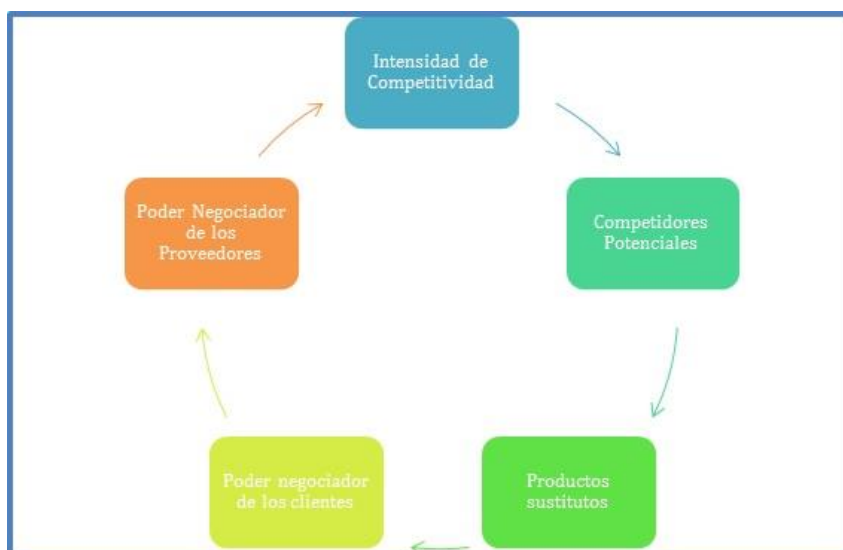 Intensidad de
Competitividad
Competidores
Potenciales
Productos
sustitutos
Poder negociador
de los clientes
Poder Negociador
de los
Proveedores